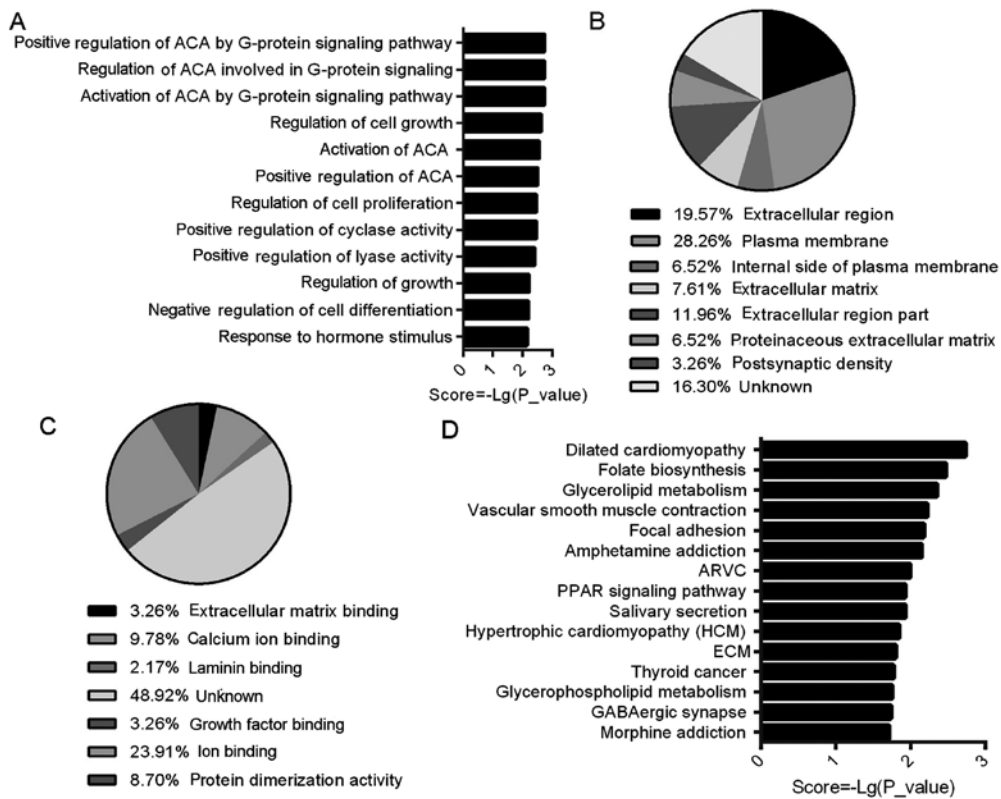 A
Positive regulation of ACA by G-protein signaling pathway
Regulation of ACA involved in G-protein signaling
Activation of ACA by G-protein signaling pathway
Regulation of cell growth
Activation of ACA
Positive regulation of ACA
Regulation of cell proliferation
Positive regulation of cyclase activity
Positive regulation of lyase activity
Regulation of growth
Negative regulation of cell differentiation
Response to hormone stimulus
0 1 2 3
Score=-Lg(P_value)
B
19.57% Extracellular region
28.26% Plasma membrane
6.52% Internal side of plasma membrane
7.61% Extracellular matrix
11.96% Extracellular region part
6.52% Proteinaceous extracellular matrix
3.26% Postsynaptic density
16.30% Unknown
C
3.26% Extracellular matrix binding
9.78% Calcium ion binding
2.17% Laminin binding
48.92% Unknown
3.26% Growth factor binding
23.91% Ion binding
8.70% Protein dimerization activity
D
Dilated cardiomyopathy
Folate biosynthesis
Glycerolipid metabolism
Vascular smooth muscle contraction
Focal adhesion
Amphetamine addiction
ARVC
PPAR signaling pathway
Salivary secretion
Hypertrophic cardiomyopathy (HCM)
ECM
Thyroid cancer
Glycerophospholipid metabolism
GABAergic synapse
Morphine addiction
0 1 2 3
Score=-Lg(P_value)